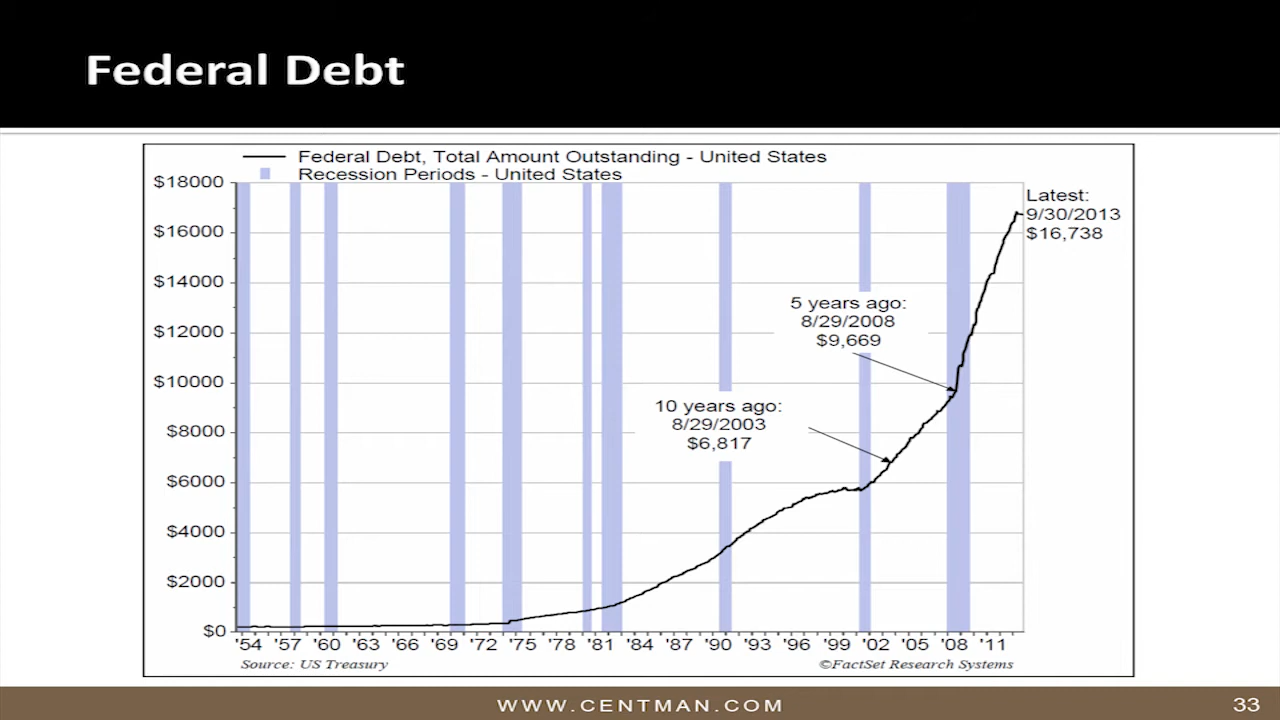 Federal Debt
Federal Debt, Total Amount Outstanding - United States
Recession Periods - United States
$18000
$16000
$14000
$12000
$10000
$8000
$6000
$4000
$2000
$0
Latest:
9/30/2013
$16,738
5 years ago:
8/29/2008
$9,669
10 years ago:
8/29/2003
$6,817
'54 '57 '60 '63 '66 '69 '72 '75 '78 '81 '84 '87 '90 '93 '96 '99 '02 '05 '08 '11
Source: US Treasury
©FactSet Research Systems
WWW.CENTMAN.COM
33